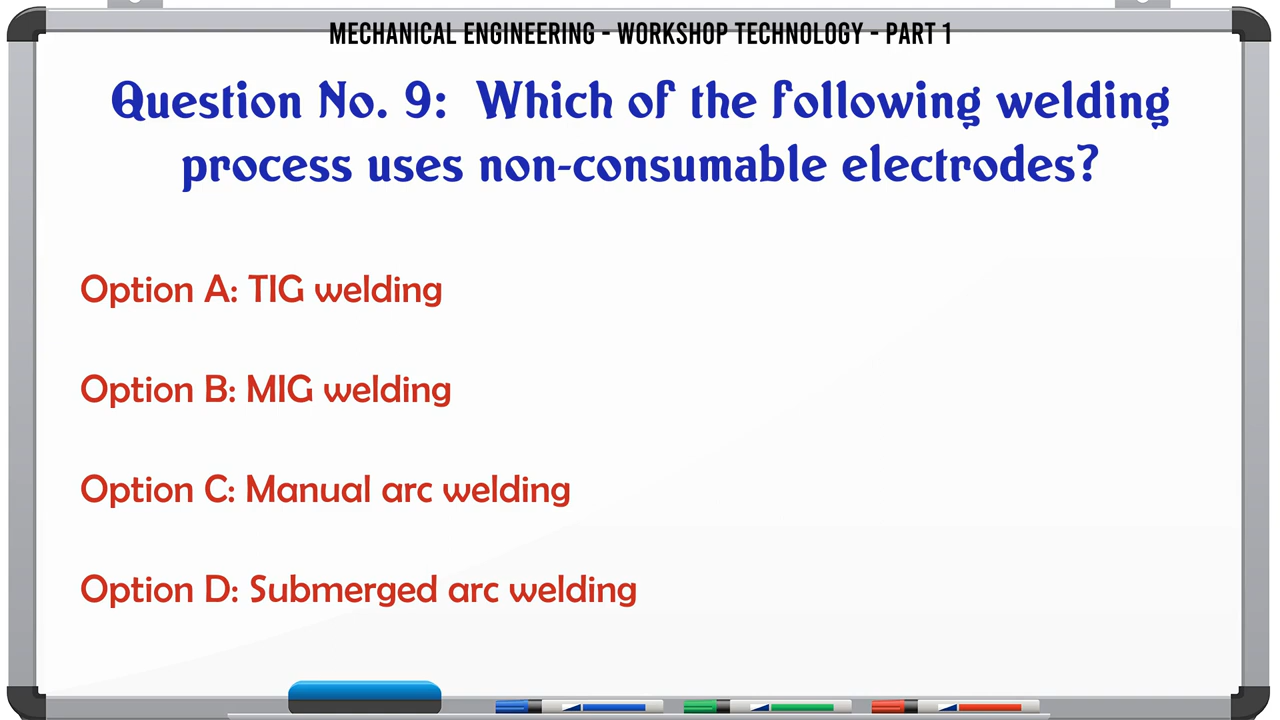 MECHANICAL ENGINEERING - WORKSHOP TECHNOLOGY - PART 1
Question No. 9: Which of the following welding
process uses non-consumable electrodes?
Option A: TIG welding
Option B: MIG welding
Option C: Manual arc welding
Option D: Submerged arc welding